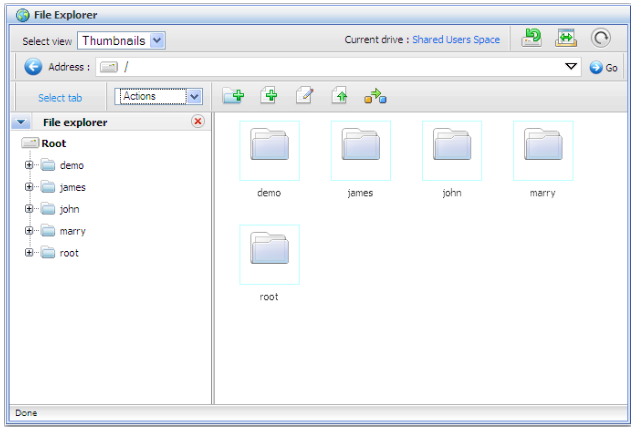 File Explorer
Select view Thumbnails Current drive : Shared Users Space
Address : / Go
Select tab Actions
File explorer
Root
demo
james
john
marry
root
demo james john marry
root
Done